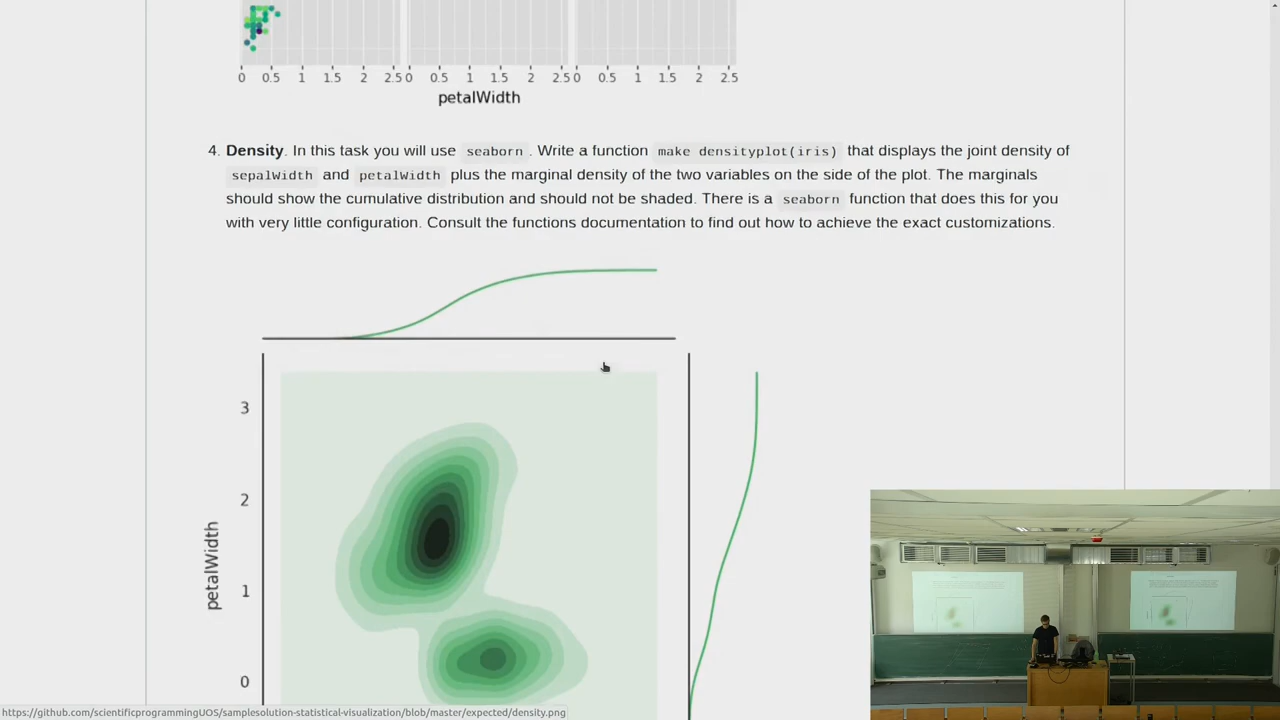 0 0.5 1 1.5 2 2.5 0 0.5 1 1.5 2 2.5 0 0.5 1 1.5 2 2.5
petalWidth
4. Density. In this task you will use seaborn . Write a function make densityplot(iris) that displays the joint density of
sepalWidth and petalWidth plus the marginal density of the two variables on the side of the plot. The marginals
should show the cumulative distribution and should not be shaded. There is a seaborn function that does this for you
with very little configuration. Consult the functions documentation to find out how to achieve the exact customizations.
3
2
petalWidth
1
0
https://github.com/scientificprogrammingUOS/samplesolution-statistical-visualization/blob/master/expected/density.png